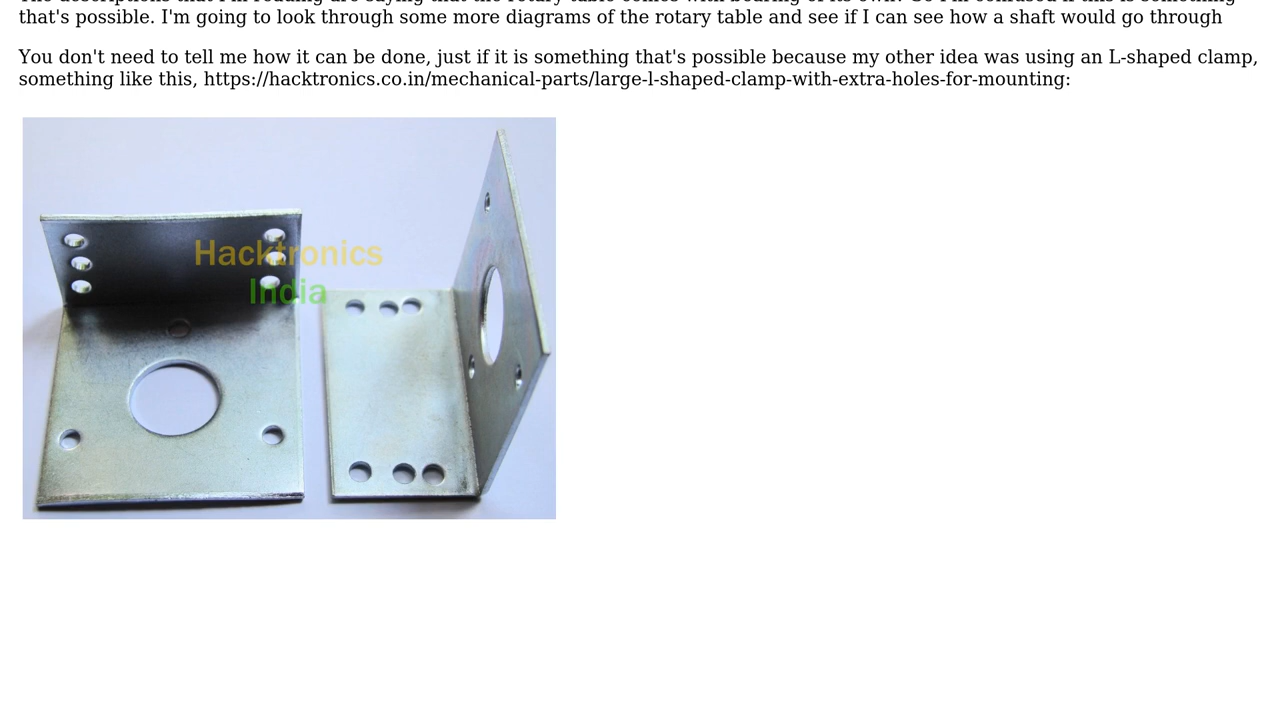 that's possible. I'm going to look through some more diagrams of the rotary table and see if I can see how a shaft would go through
You don't need to tell me how it can be done, just if it is something that's possible because my other idea was using an L-shaped clamp,
something like this, https://hacktronics.co.in/mechanical-parts/large-l-shaped-clamp-with-extra-holes-for-mounting:
Hacktronics
India